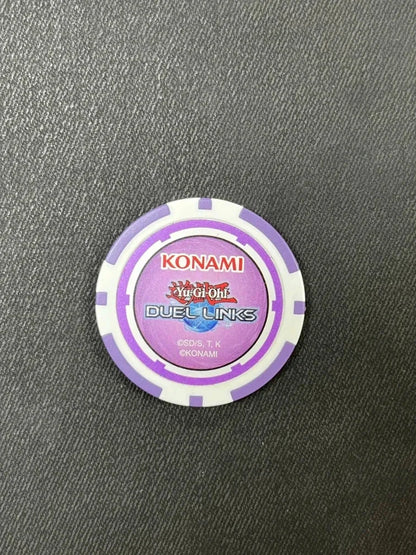 KONAMI
Yu-Gi-Oh!
DUEL LINKS
©SD/S, T, K
©KONAMI